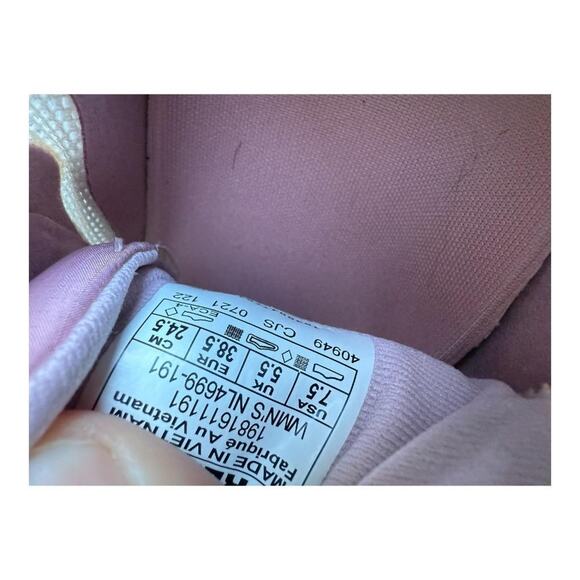 MADE IN VIETNAM
Fabriqué Au Vietnam
1981611191
WMN'S NL4699-191
USA UK EUR CM
7.5 5.5 38.5 24.5
40949 CJS 0721 122